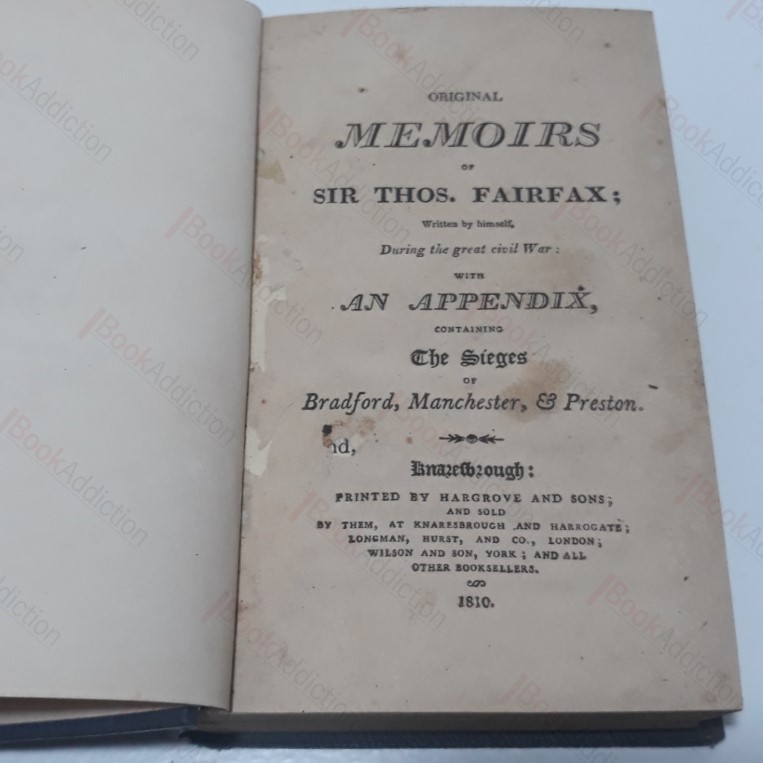 ORIGINAL
MEMOIRS
OF
SIR THOS. FAIRFAX;
Written by himself,
During the great civil War:
WITH
AN APPENDIX,
CONTAINING
The Sieges
OF
Bradford, Manchester, & Preston.
nd,
Knaresbrough:
PRINTED BY HARGROVE AND SONS;
AND SOLD
BY THEM, AT KNARESBROUGH AND HARROGATE;
LONGMAN, HURST, AND CO., LONDON;
WILSON AND SON, YORK; AND ALL
OTHER BOOKSELLERS.
1810.
BookAddiction